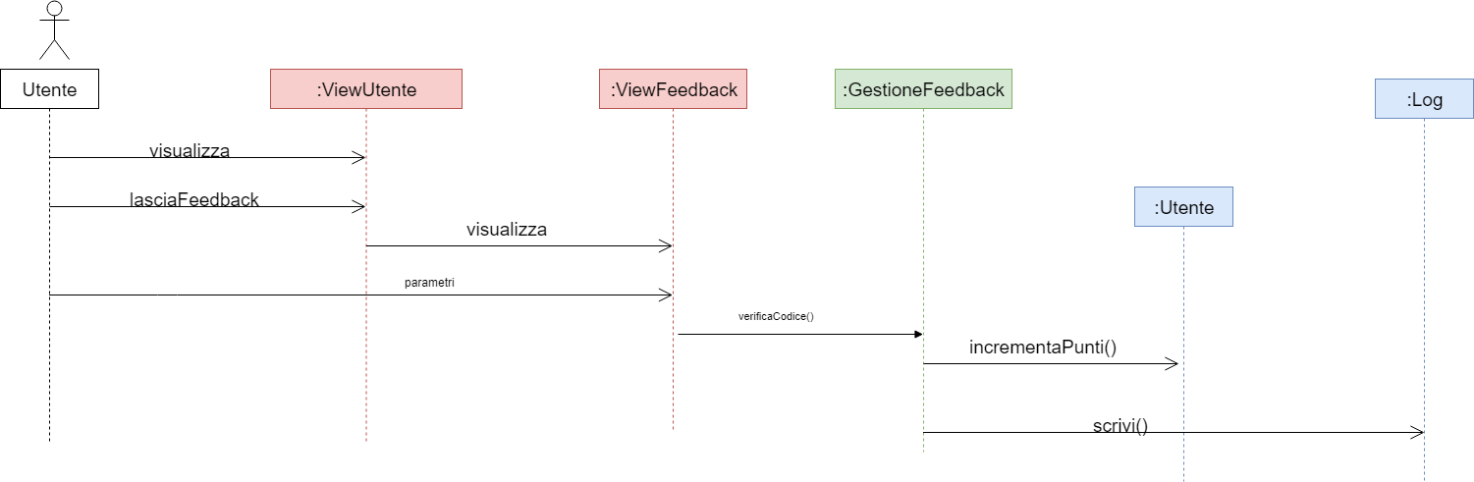 Utente
:ViewUtente
:ViewFeedback
:GestioneFeedback
:Log
visualizza
lasciaFeedback
:Utente
visualizza
parametri
verificaCodice()
incrementaPunti()
scrivi()